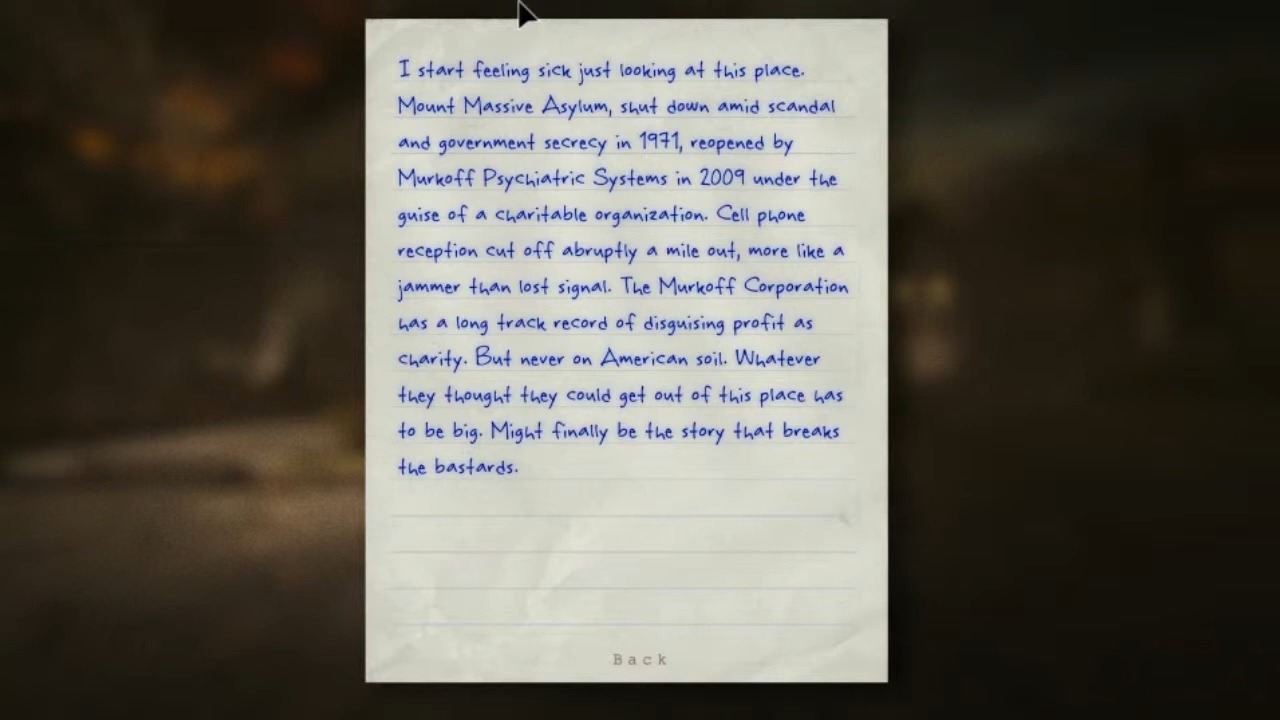 I start feeling sick just looking at this place.
Mount Massive Asylum, shut down amid scandal
and government secrecy in 1971, reopened by
Murkoff Psychiatric Systems in 2009 under the
guise of a charitable organization. Cell phone
reception cut off abruptly a mile out, more like a
jammer than lost signal. The Murkoff Corporation
has a long track record of disguising profit as
charity. But never on American soil. Whatever
they thought they could get out of this place has
to be big. Might finally be the story that breaks
the bastards.
Back